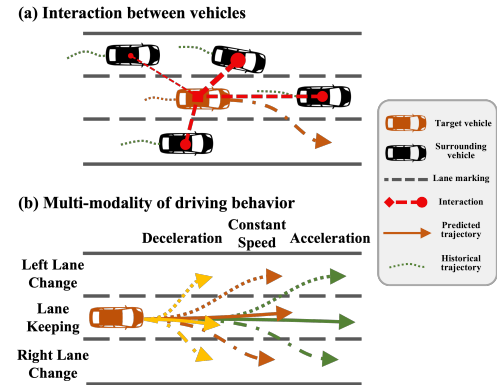 (a) Interaction between vehicles
Target vehicle
Surrounding
vehicle
Lane marking
Interaction
Predicted
trajectory
Historical
trajectory
(b) Multi-modality of driving behavior
Deceleration
Constant
Speed
Acceleration
Left Lane
Change
Lane
Keeping
Right Lane
Change